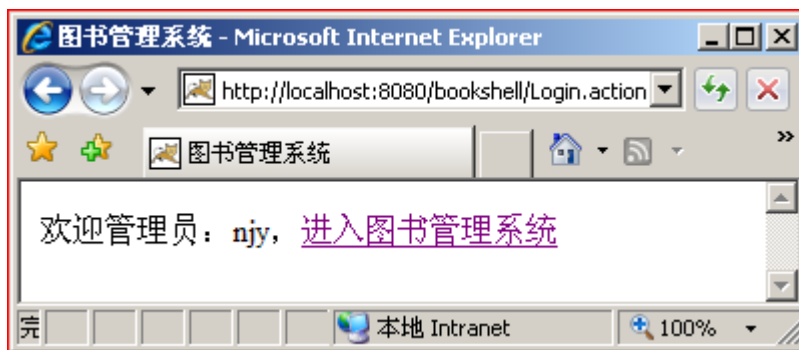 图书管理系统 - Microsoft Internet Explorer
http://localhost:8080/bookshell/Login.action
图书管理系统
»
欢迎管理员：njy，进入图书管理系统
完
本地 Intranet
100%